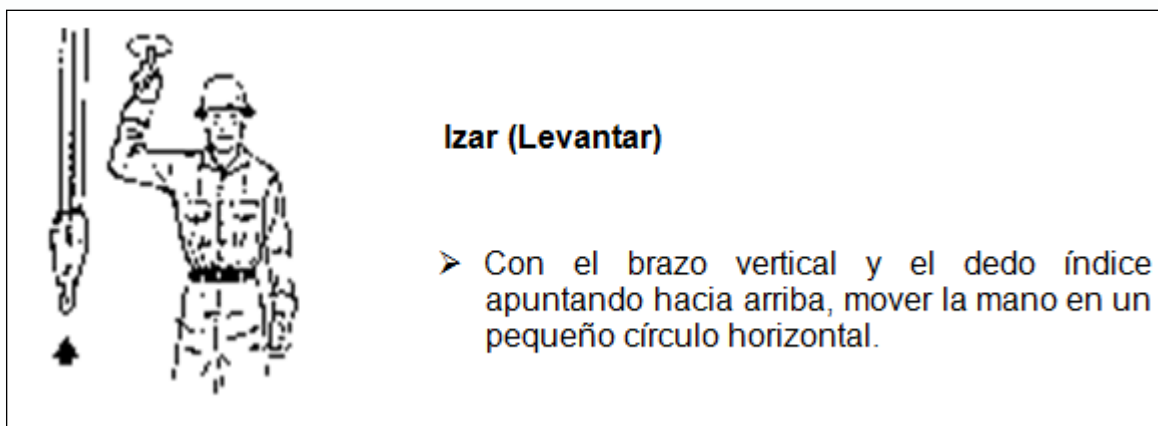 Izar (Levantar)
➢ Con el brazo vertical y el dedo índice
apuntando hacia arriba, mover la mano en un
pequeño círculo horizontal.